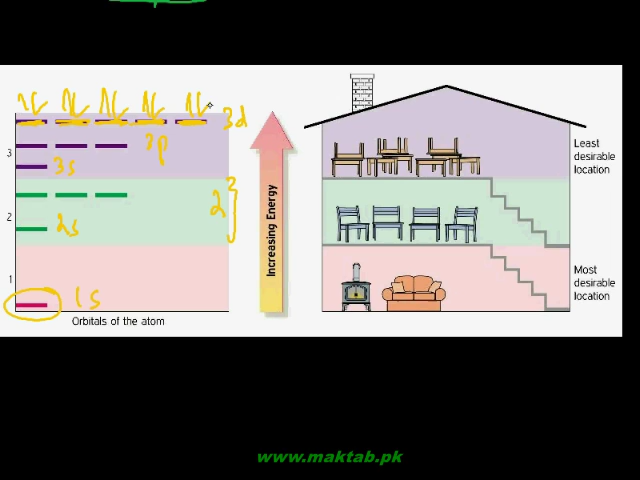 3d
3
3p
3s
2
2
2s
1
1s
Orbitals of the atom
Increasing Energy
Least
desirable
location
Most
desirable
location
www.maktab.pk